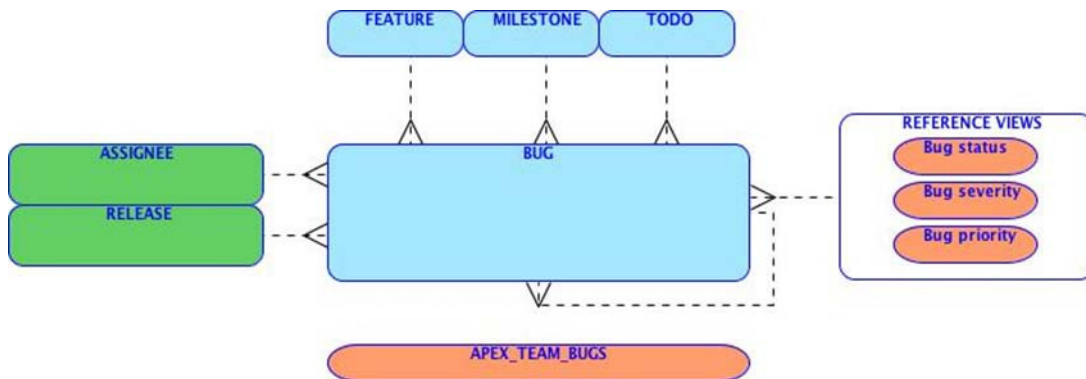 FEATURE
MILESTONE
TODO
ASSIGNEE
RELEASE
BUG
REFERENCE VIEWS
Bug status
Bug severity
Bug priority
APEX_TEAM_BUGS